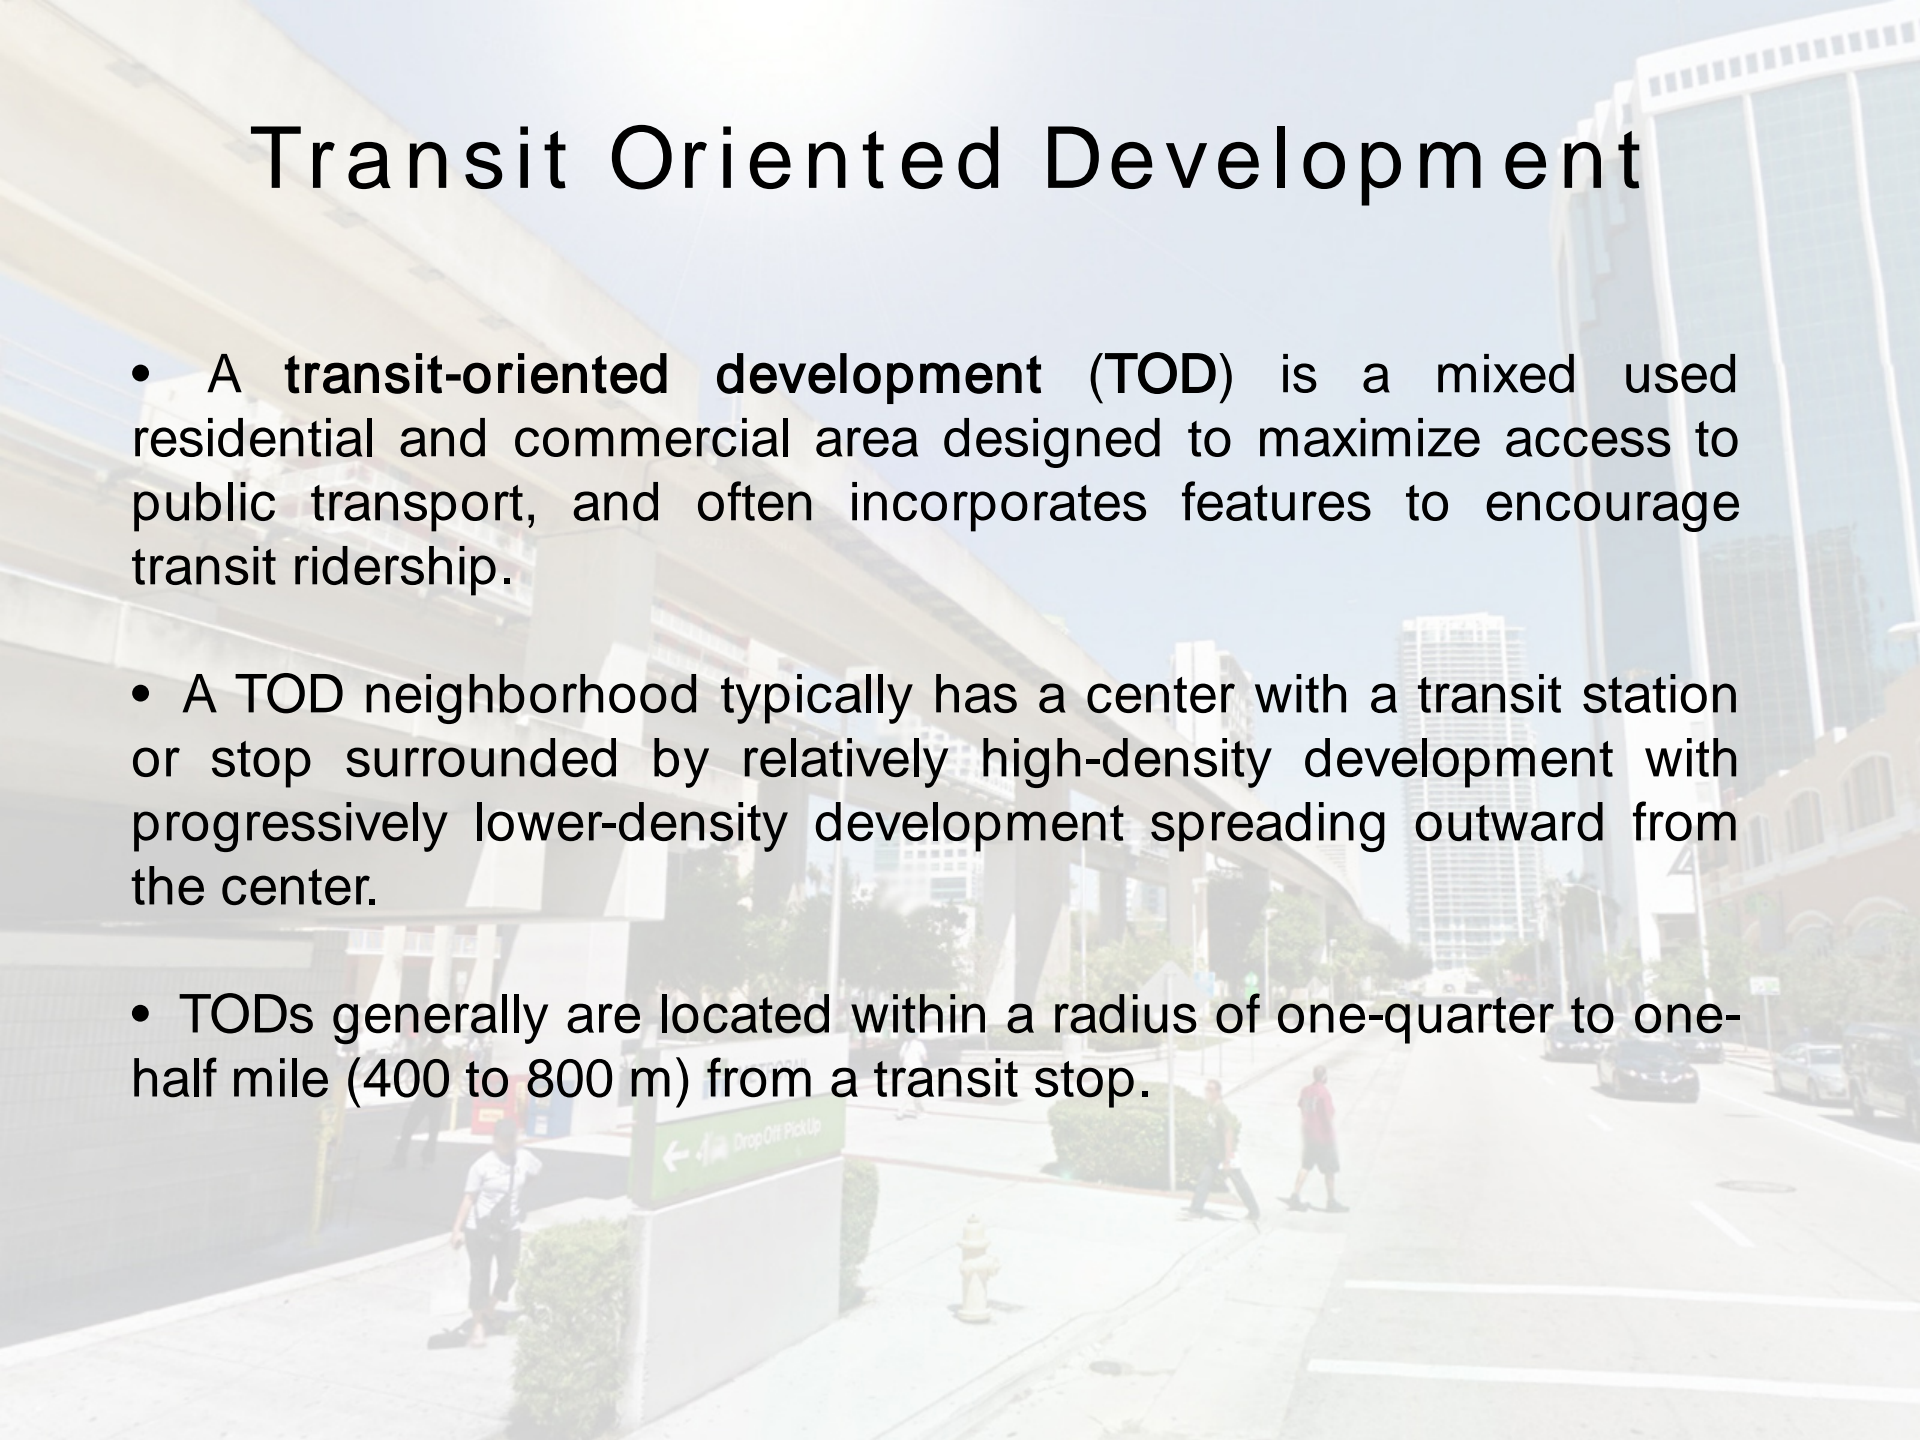 Transit Oriented Development
• A transit-oriented development (TOD) is a mixed used
residential and commercial area designed to maximize access to
public transport, and often incorporates features to encourage
transit ridership.
• A TOD neighborhood typically has a center with a transit station
or stop surrounded by relatively high-density development with
progressively lower-density development spreading outward from
the center.
• TODs generally are located within a radius of one-quarter to one-
half mile (400 to 800 m) from a transit stop.
Drop Off PickUp